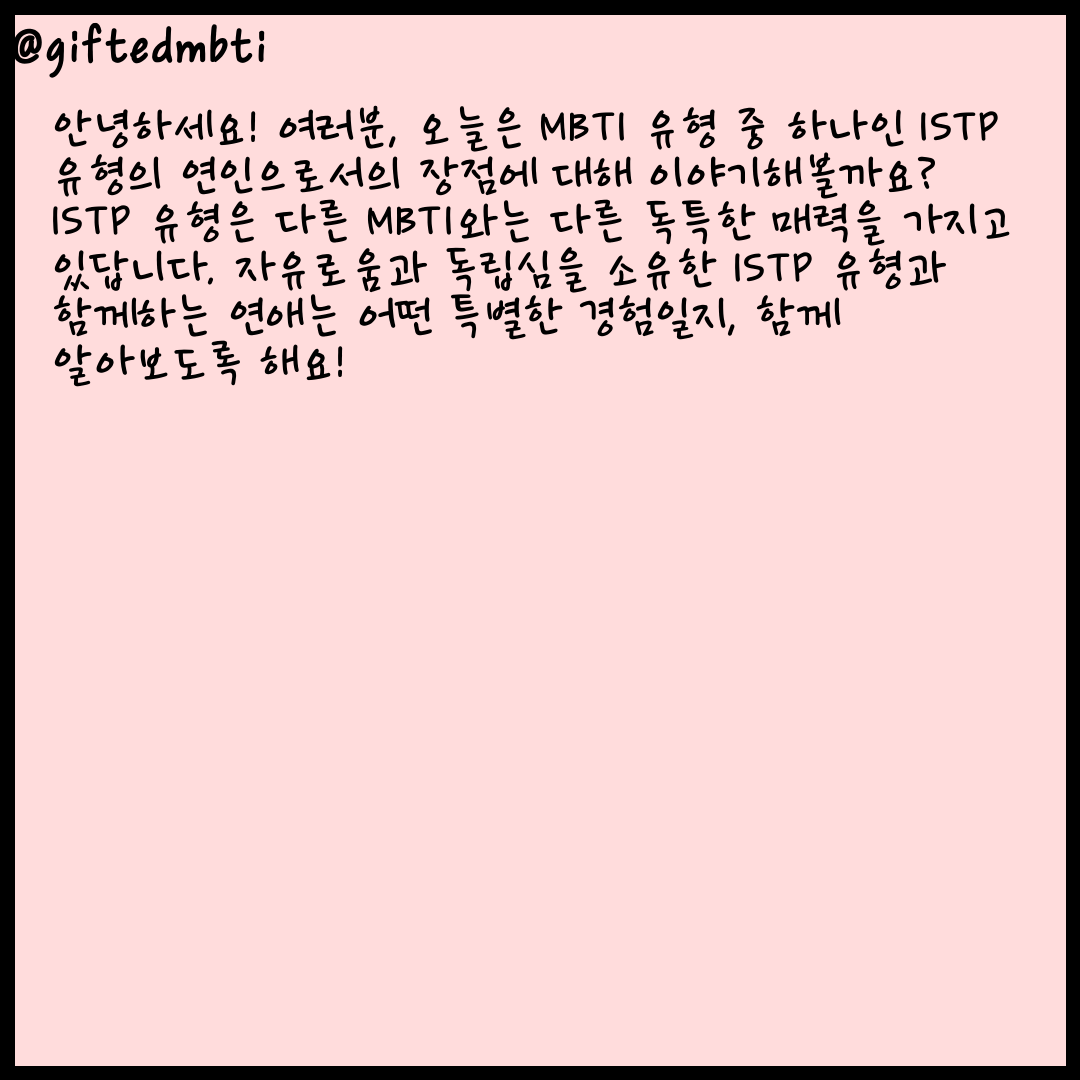 @giftedmbti
안녕하세요! 여러분, 오늘은 MBTI 유형 중 하나인 ISTP
유형의 연인으로서의 장점에 대해 이야기해볼까요?
ISTP 유형은 다른 MBTI와는 다른 독특한 매력을 가지고
있답니다. 자유로움과 독립심을 소유한 ISTP 유형과
함께하는 연애는 어떤 특별한 경험일지, 함께
알아보도록 해요!